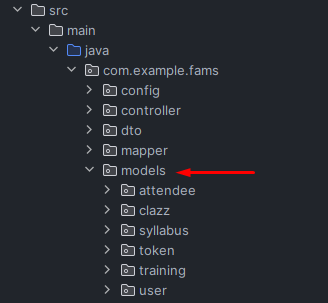 src
main
java
com.example.fams
config
controller
dto
mapper
models
attendee
clazz
syllabus
token
training
user